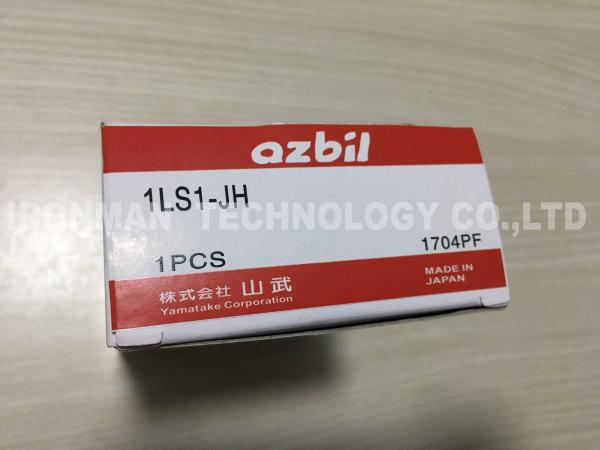 azbil
1LS1-JH
IRONMAN TECHNOLOGY CO.,LTD
1PCS 1704PF
株式会社 山武 MADE IN
Yamatake Corporation JAPAN